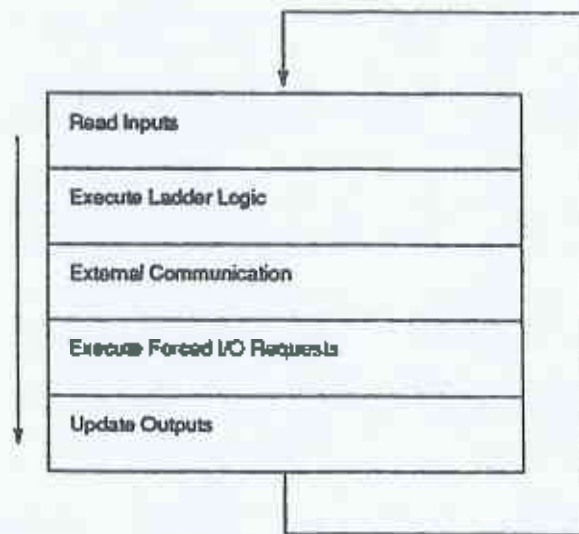 Read Inputs
Execute Ladder Logic
External Communication
Execute Forced I/O Requests
Update Outputs